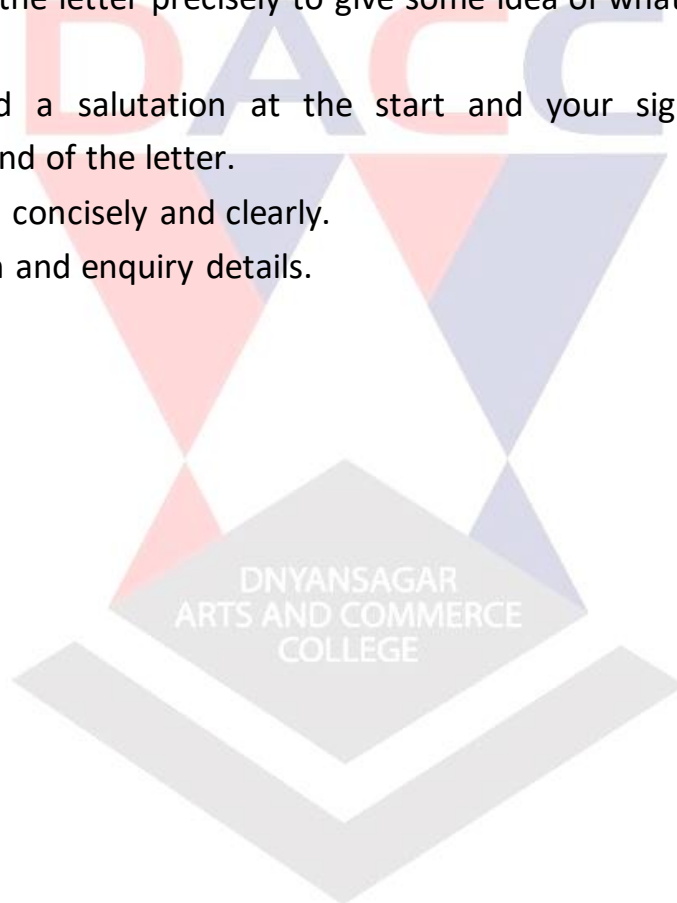 the letter precisely to give some idea of what
DACC
d a salutation at the start and your sig
nd of the letter.
concisely and clearly.
and enquiry details.
DNYANSAGAR
ARTS AND COMMERCE
COLLEGE